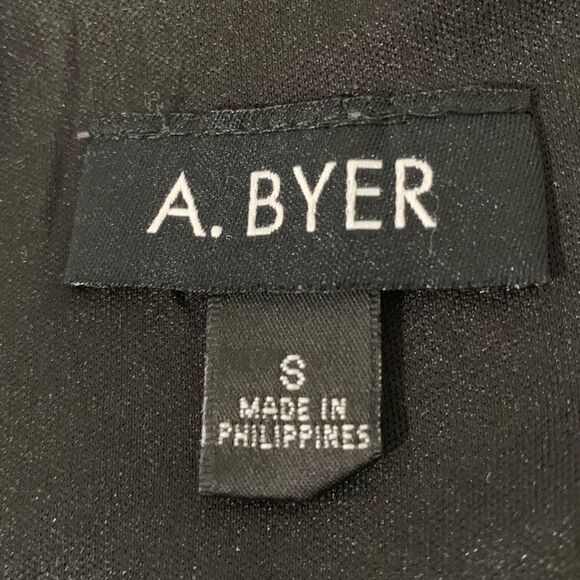 A. BYER
S
MADE IN
PHILIPPINES